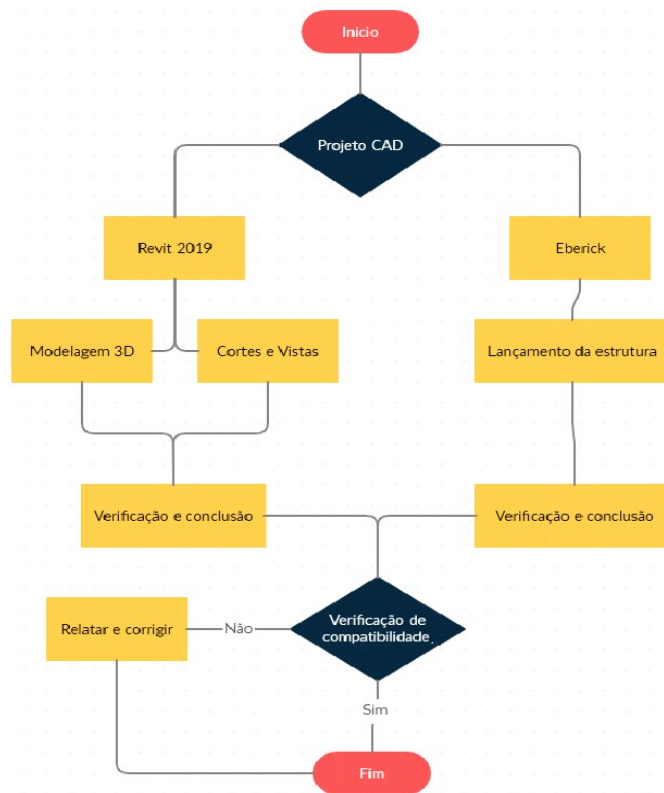 Inicio
Projeto CAD
Revit 2019
Eberick
Modelagem 3D
Cortes e Vistas
Lançamento da estrutura
Verificação e conclusão
Verificação e conclusão
Relatar e corrigir
Não
Verificação de
compatibilidade
Sim
Fim